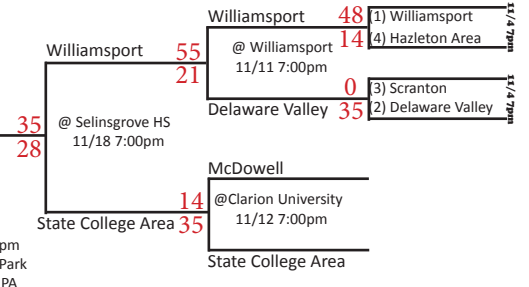 Williamsport 48 (1) Williamsport 11/4 7pm
@ Williamsport 14 (4) Hazleton Area
Williamsport 55
21 11/11 7:00pm
0 (3) Scranton 11/4 7pm
Delaware Valley 35 (2) Delaware Valley
35 @ Selinsgrove HS
28 11/18 7:00pm
McDowell
14 @Clarion University
State College Area 35 11/12 7:00pm
State College Area
pm
Park
PA